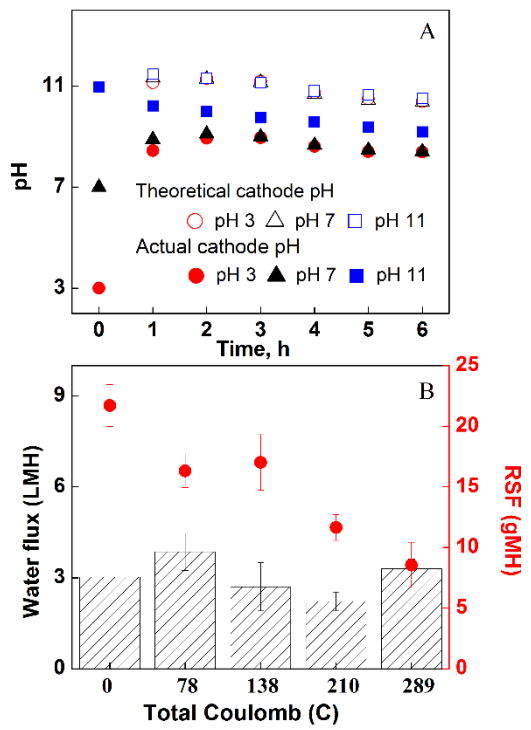 A
11
7
3
pH
Theoretical cathode pH
pH 3 pH 7 pH 11
Actual cathode pH
pH 3 pH 7 pH 11
0 1 2 3 4 5 6
Time, h
B
9
6
3
0
Water flux (LMH)
25
20
15
10
5
0
RSF (gMH)
0 78 138 210 289
Total Coulomb (C)